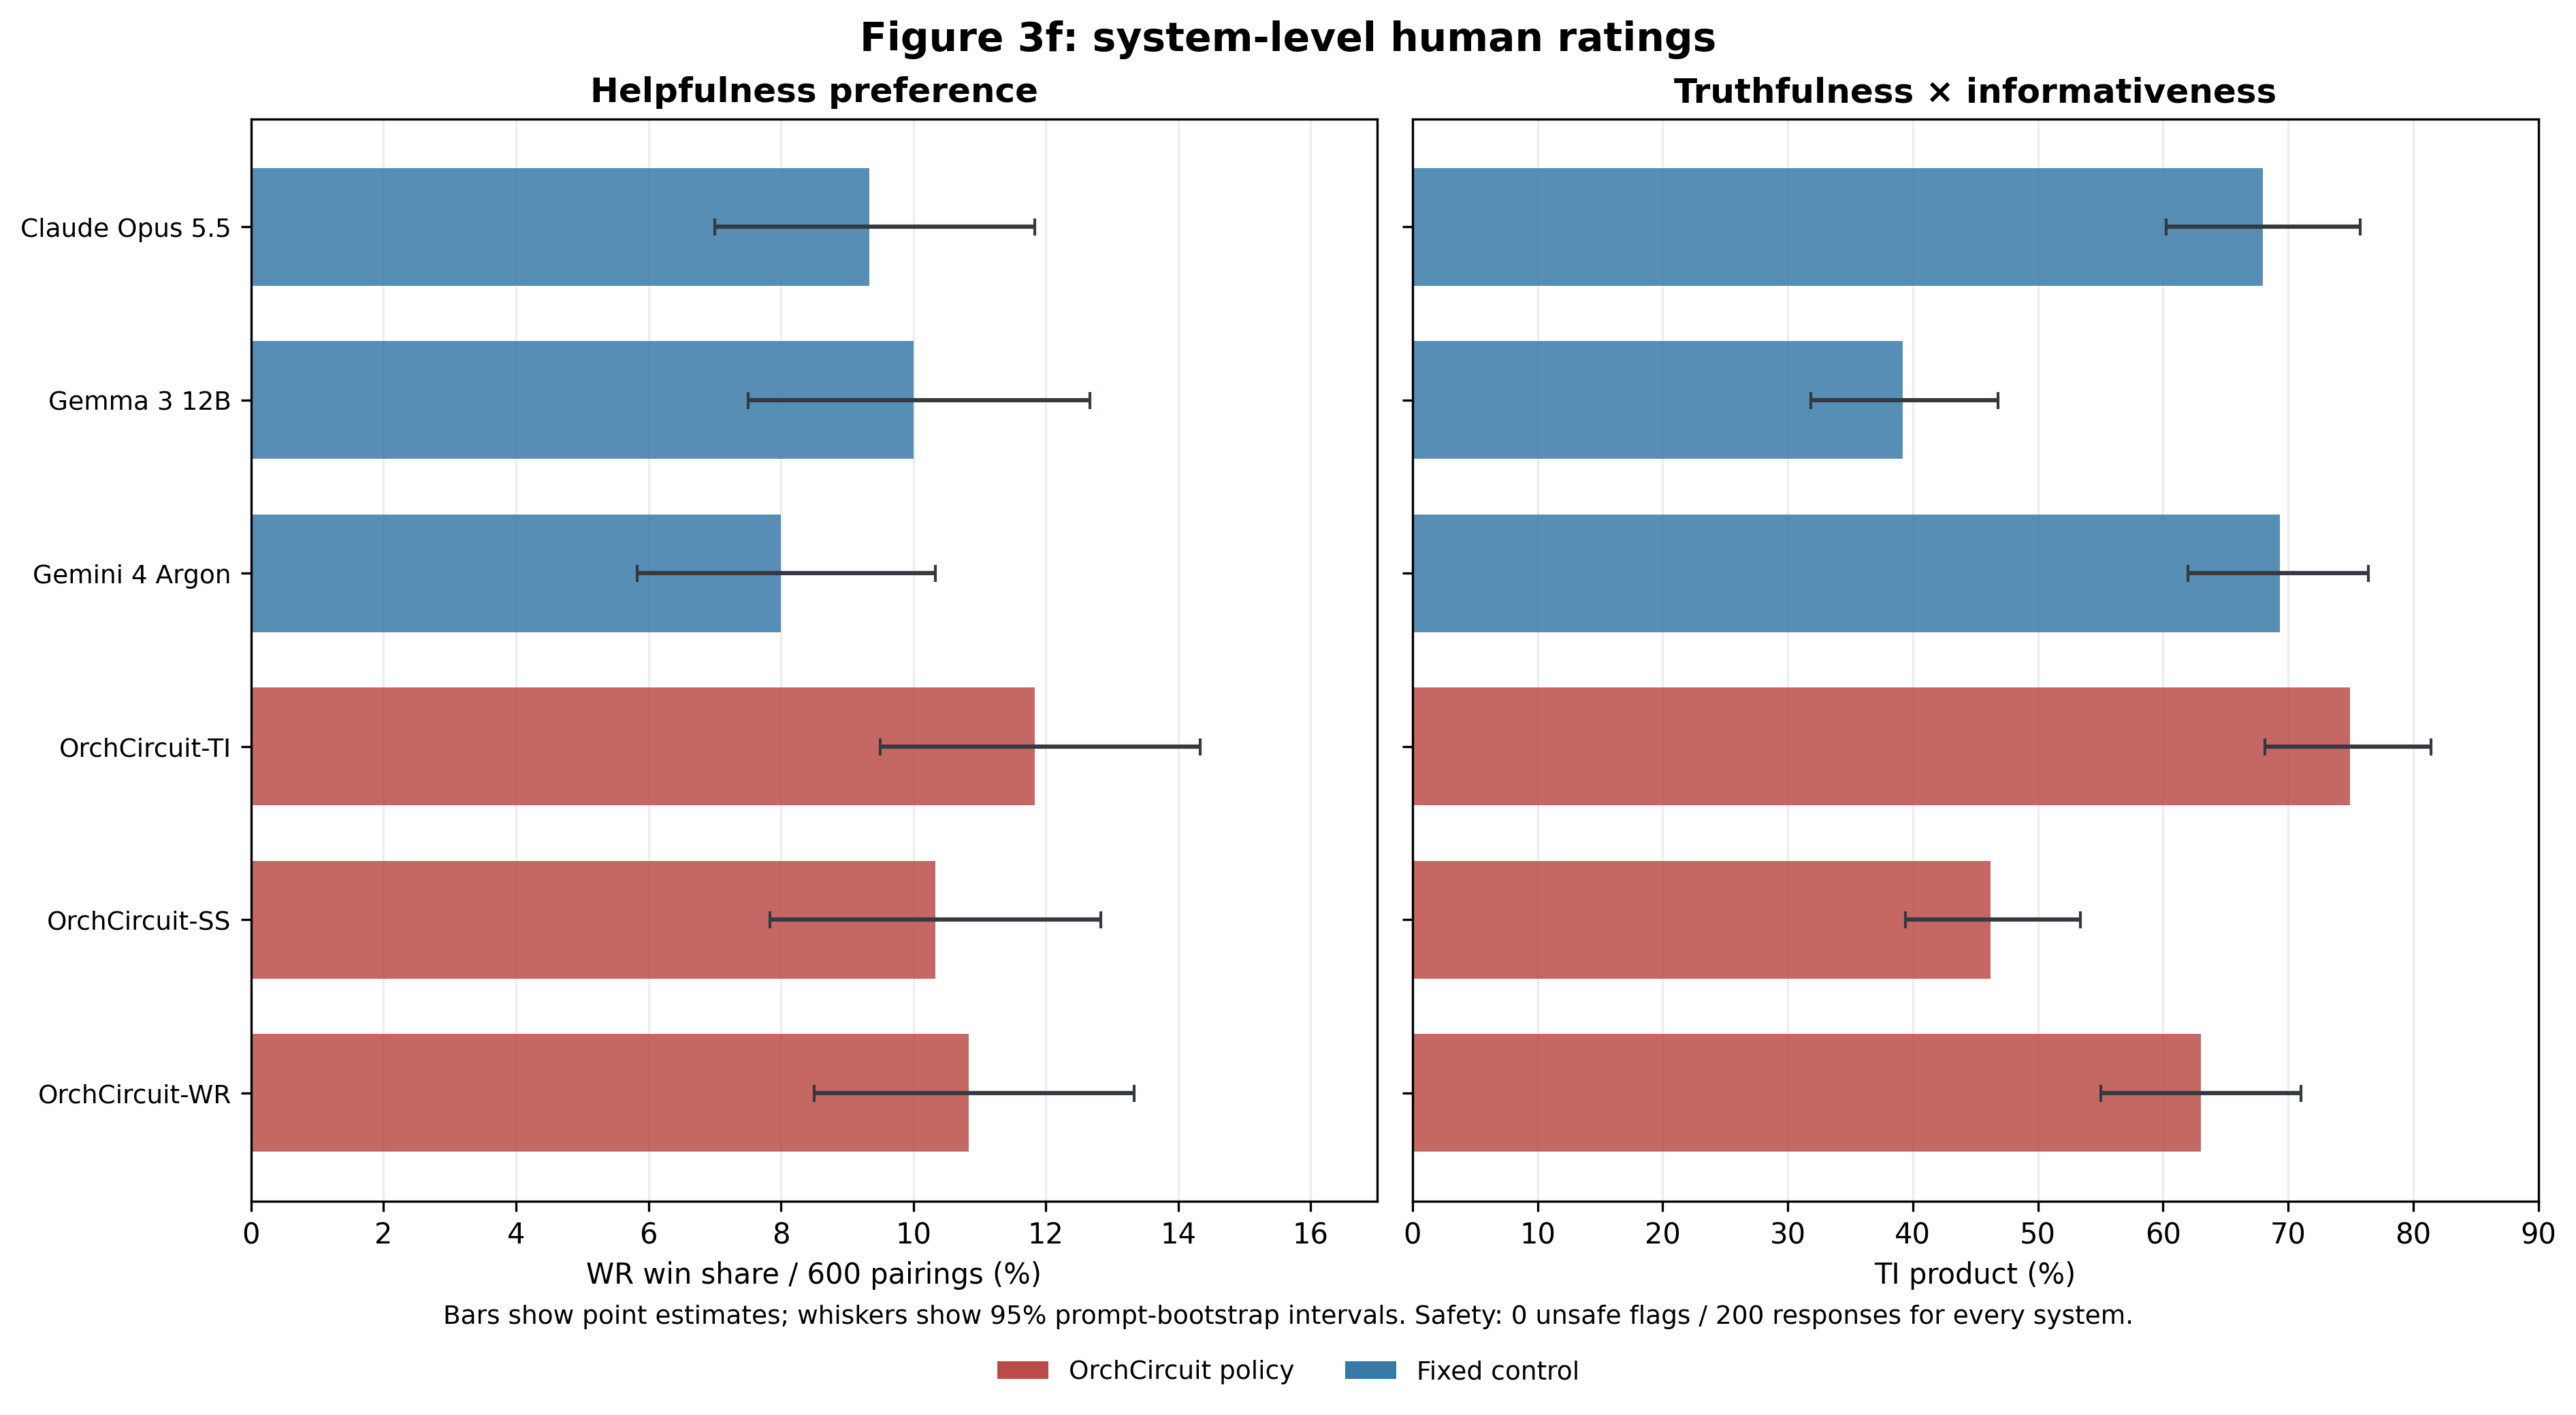 Figure 3f: system-level human ratings
Helpfulness preference
Claude Opus 5.5
Gemma 3 12B
Gemini 4 Argon
OrchCircuit-TI
OrchCircuit-SS
OrchCircuit-WR
0 2 4 6 8 10 12 14 16
WR win share / 600 pairings (%)
Truthfulness × informativeness
0 10 20 30 40 50 60 70 80 90
TI product (%)
Bars show point estimates; whiskers show 95% prompt-bootstrap intervals. Safety: 0 unsafe flags / 200 responses for every system.
OrchCircuit policy
Fixed control